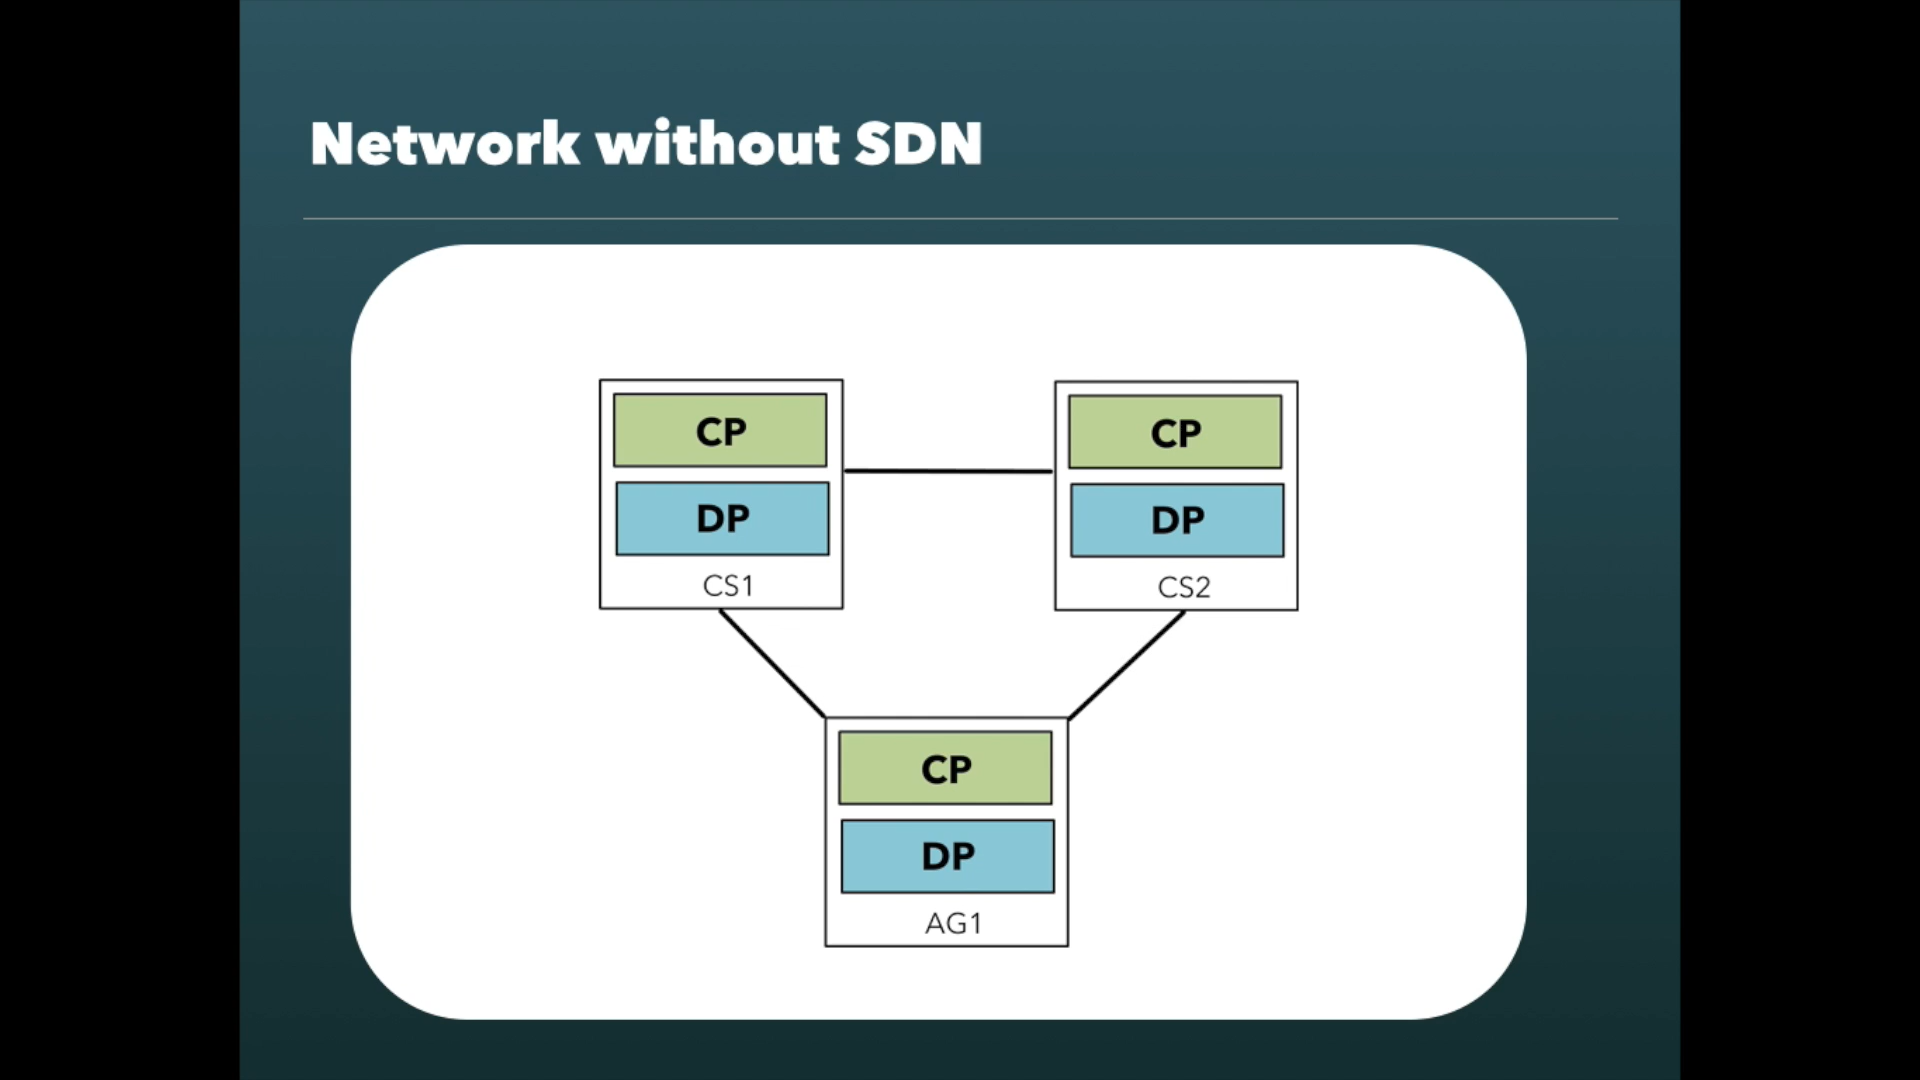 Network without SDN
CP
DP
CS1
CP
DP
CS2
CP
DP
AG1